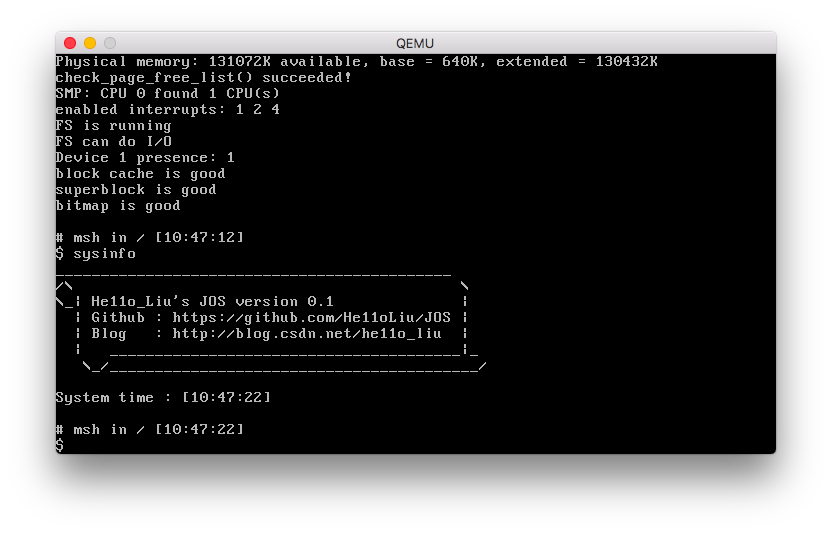 QEMU
Physical memory: 131072K available, base = 640K, extended = 130432K
check_page_free_list() succeeded!
SMP: CPU 0 found 1 CPU(s)
enabled interrupts: 1 2 4
FS is running
FS can do I/O
Device 1 presence: 1
block cache is good
superblock is good
bitmap is good
# msh in / [10:47:12]
$ sysinfo
He11o_Liu's JOS version 0.1
Github : https://github.com/He11oLiu/JOS
Blog   : http://blog.csdn.net/he11o_liu
System time : [10:47:22]
# msh in / [10:47:22]
$